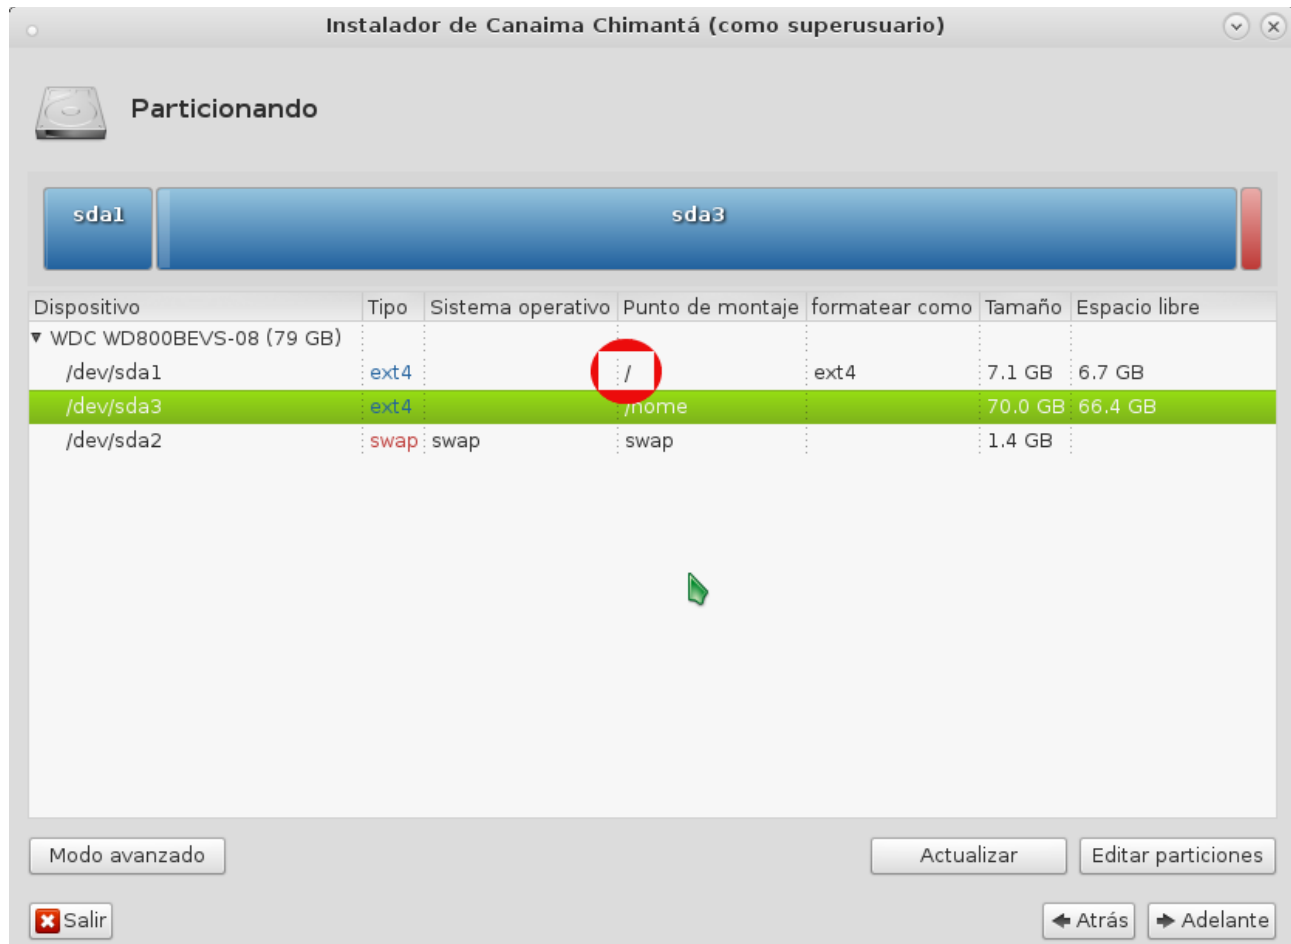 Instalador de Canaima Chimantá (como superusuario)
Particionando
sda1 sda3
Dispositivo Tipo Sistema operativo Punto de montaje formatear como Tamaño Espacio libre
WDC WD800BEVS-08 (79 GB)
/dev/sda1 ext4 / ext4 7.1 GB 6.7 GB
/dev/sda3 ext4 /home 70.0 GB 66.4 GB
/dev/sda2 swap swap swap 1.4 GB
Modo avanzado Actualizar Editar particiones
Salir Atrás Adelante